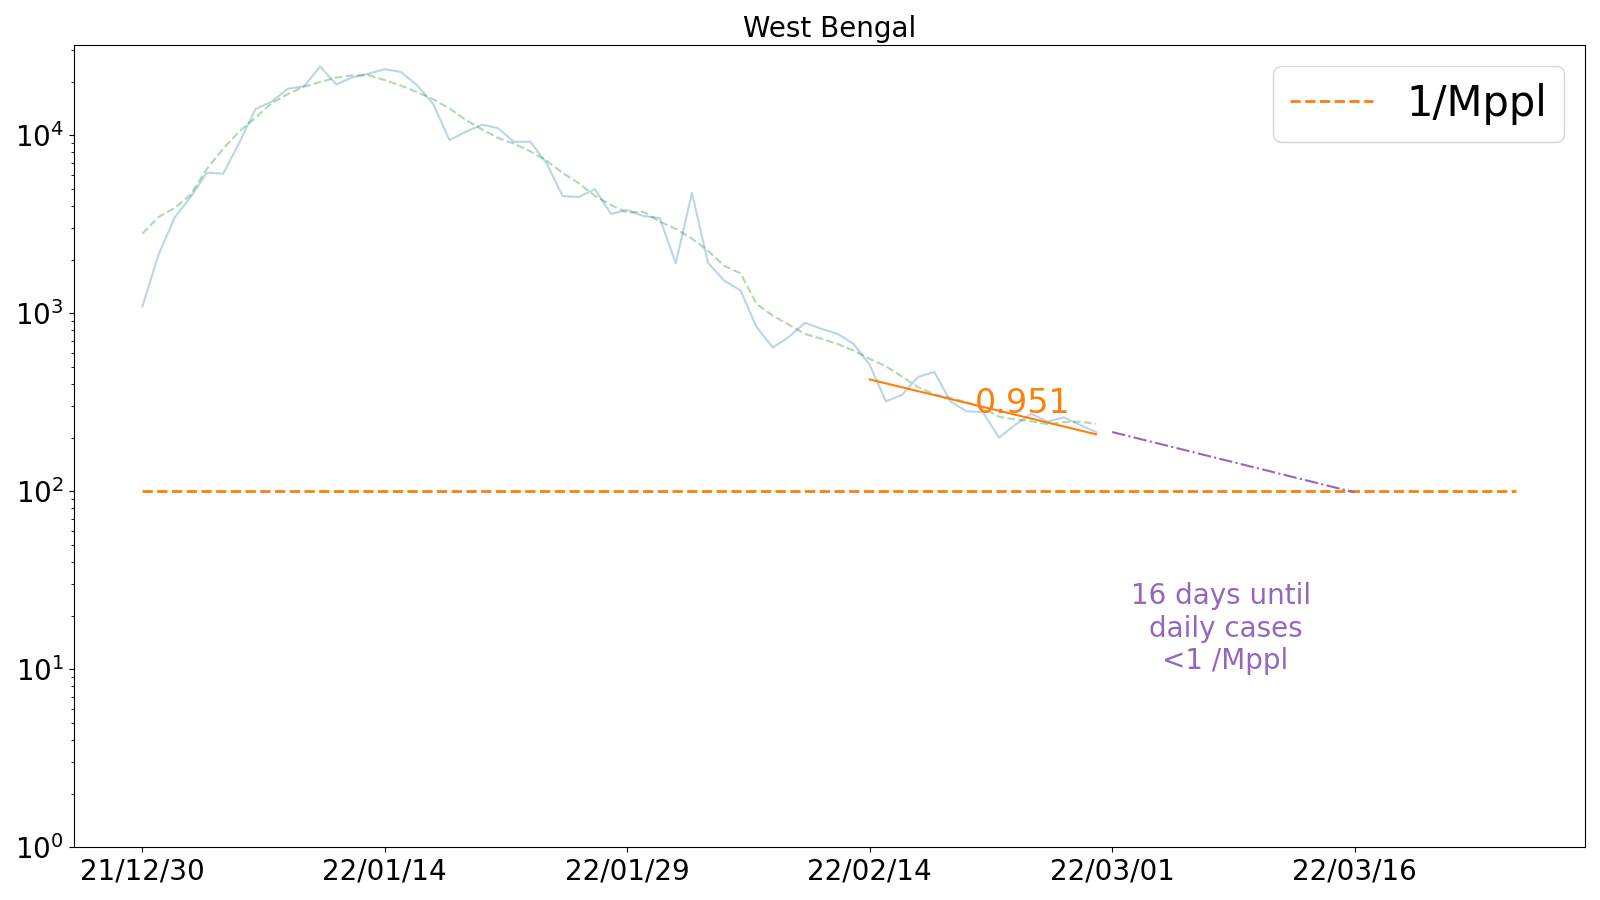 West Bengal
1/Mppl
10⁴
10³
10²
10¹
10⁰
0.951
16 days until
daily cases
<1 /Mppl
21/12/30
22/01/14
22/01/29
22/02/14
22/03/01
22/03/16